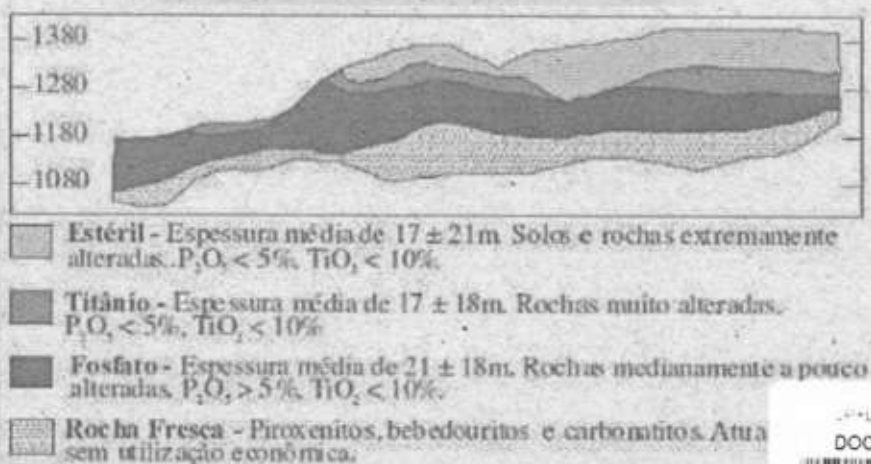 1380
1280
1180
1080
Estéril - Espessura média de 17 ± 21m. Solos e rochas extremamente
alteradas. P₂O₅ < 5%, TiO₂ < 10%.
Titânio - Espessura média de 17 ± 18m. Rochas muito alteradas.
P₂O₅ < 5%, TiO₂ < 10%
Fosfato - Espessura média de 21 ± 18m. Rochas medianamente a pouco
alteradas. P₂O₅ > 5%, TiO₂ < 10%.
Rocha Fresca - Piroxenitos, bebedouritos e carbonatitos. Atua
sem utilização econômica.
DOC